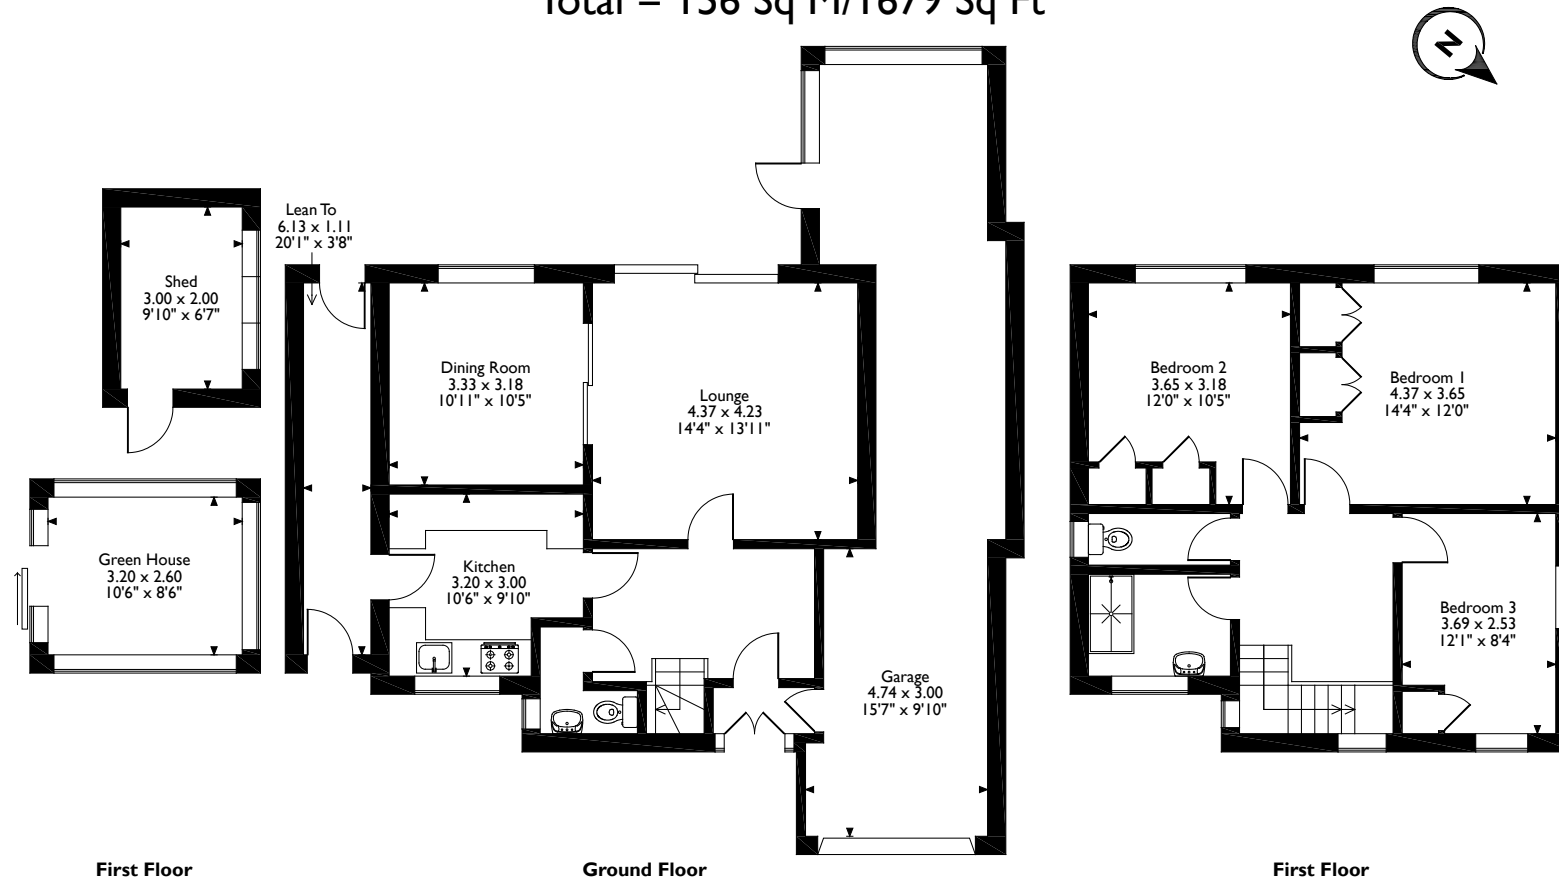 Total = 156 Sq M/1679 Sq Ft
N
Lean To
6.13 x 1.11
20'1" x 3'8"
Shed
3.00 x 2.00
9'10" x 6'7"
Dining Room
3.33 x 3.18
10'11" x 10'5"
Lounge
4.37 x 4.23
14'4" x 13'11"
Bedroom 2
3.65 x 3.18
12'0" x 10'5"
Bedroom 1
4.37 x 3.65
14'4" x 12'0"
Green House
3.20 x 2.60
10'6" x 8'6"
Kitchen
3.20 x 3.00
10'6" x 9'10"
Bedroom 3
3.69 x 2.53
12'1" x 8'4"
Garage
4.74 x 3.00
15'7" x 9'10"
First Floor
Ground Floor
First Floor